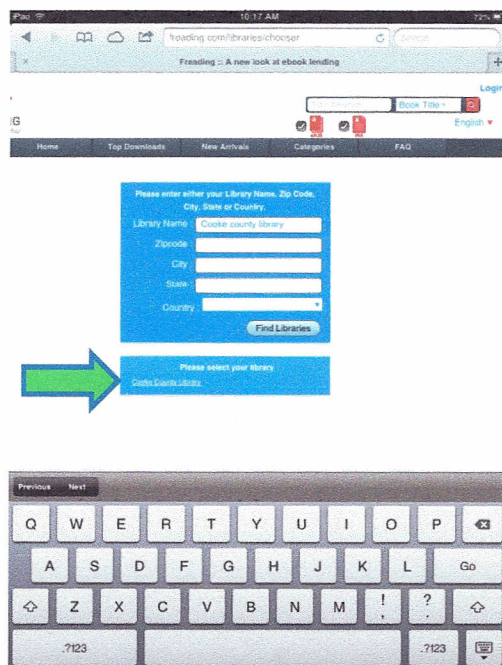 iPad
10:17 AM
72%
freading.com/libraries/chooser
Freading :: A new look at ebook lending
Login
Book Title
G
English
Home Top Downloads New Arrivals Categories FAQ
Please enter either your Library Name, Zip Code,
City, State or Country.
Library Name Cooke county library
Zipcode
City
State
Country
Find Libraries
Please select your library
Cooke County Library
Previous Next
Q W E R T Y U I O P
A S D F G H J K L Go
Z X C V B N M ! , ? .
.?123 .?123